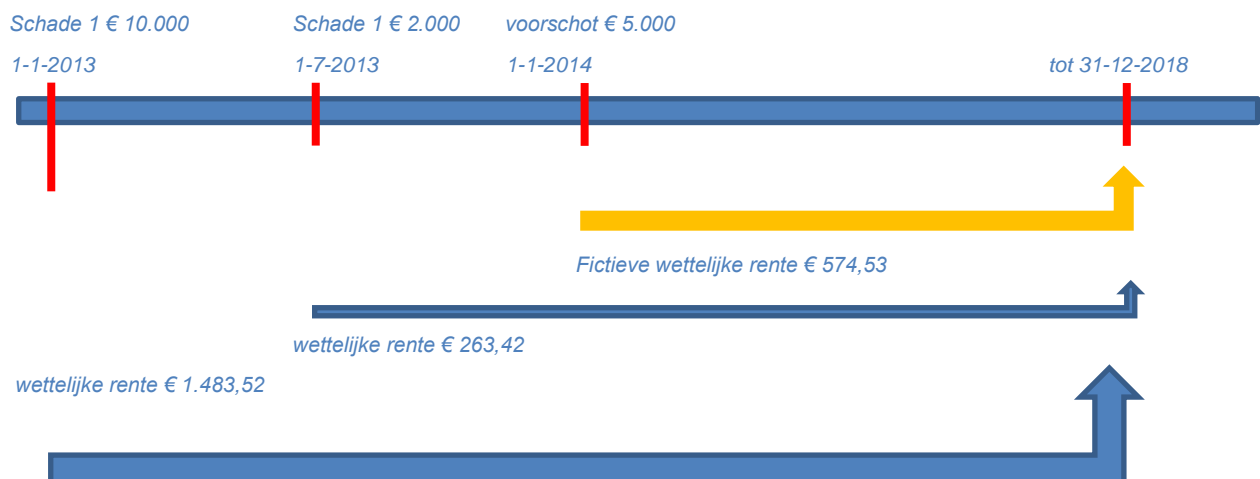 Schade 1 € 10.000 Schade 1 € 2.000 voorschot € 5.000
1-1-2013 1-7-2013 1-1-2014 tot 31-12-2018
Fictieve wettelijke rente € 574,53
wettelijke rente € 263,42
wettelijke rente € 1.483,52